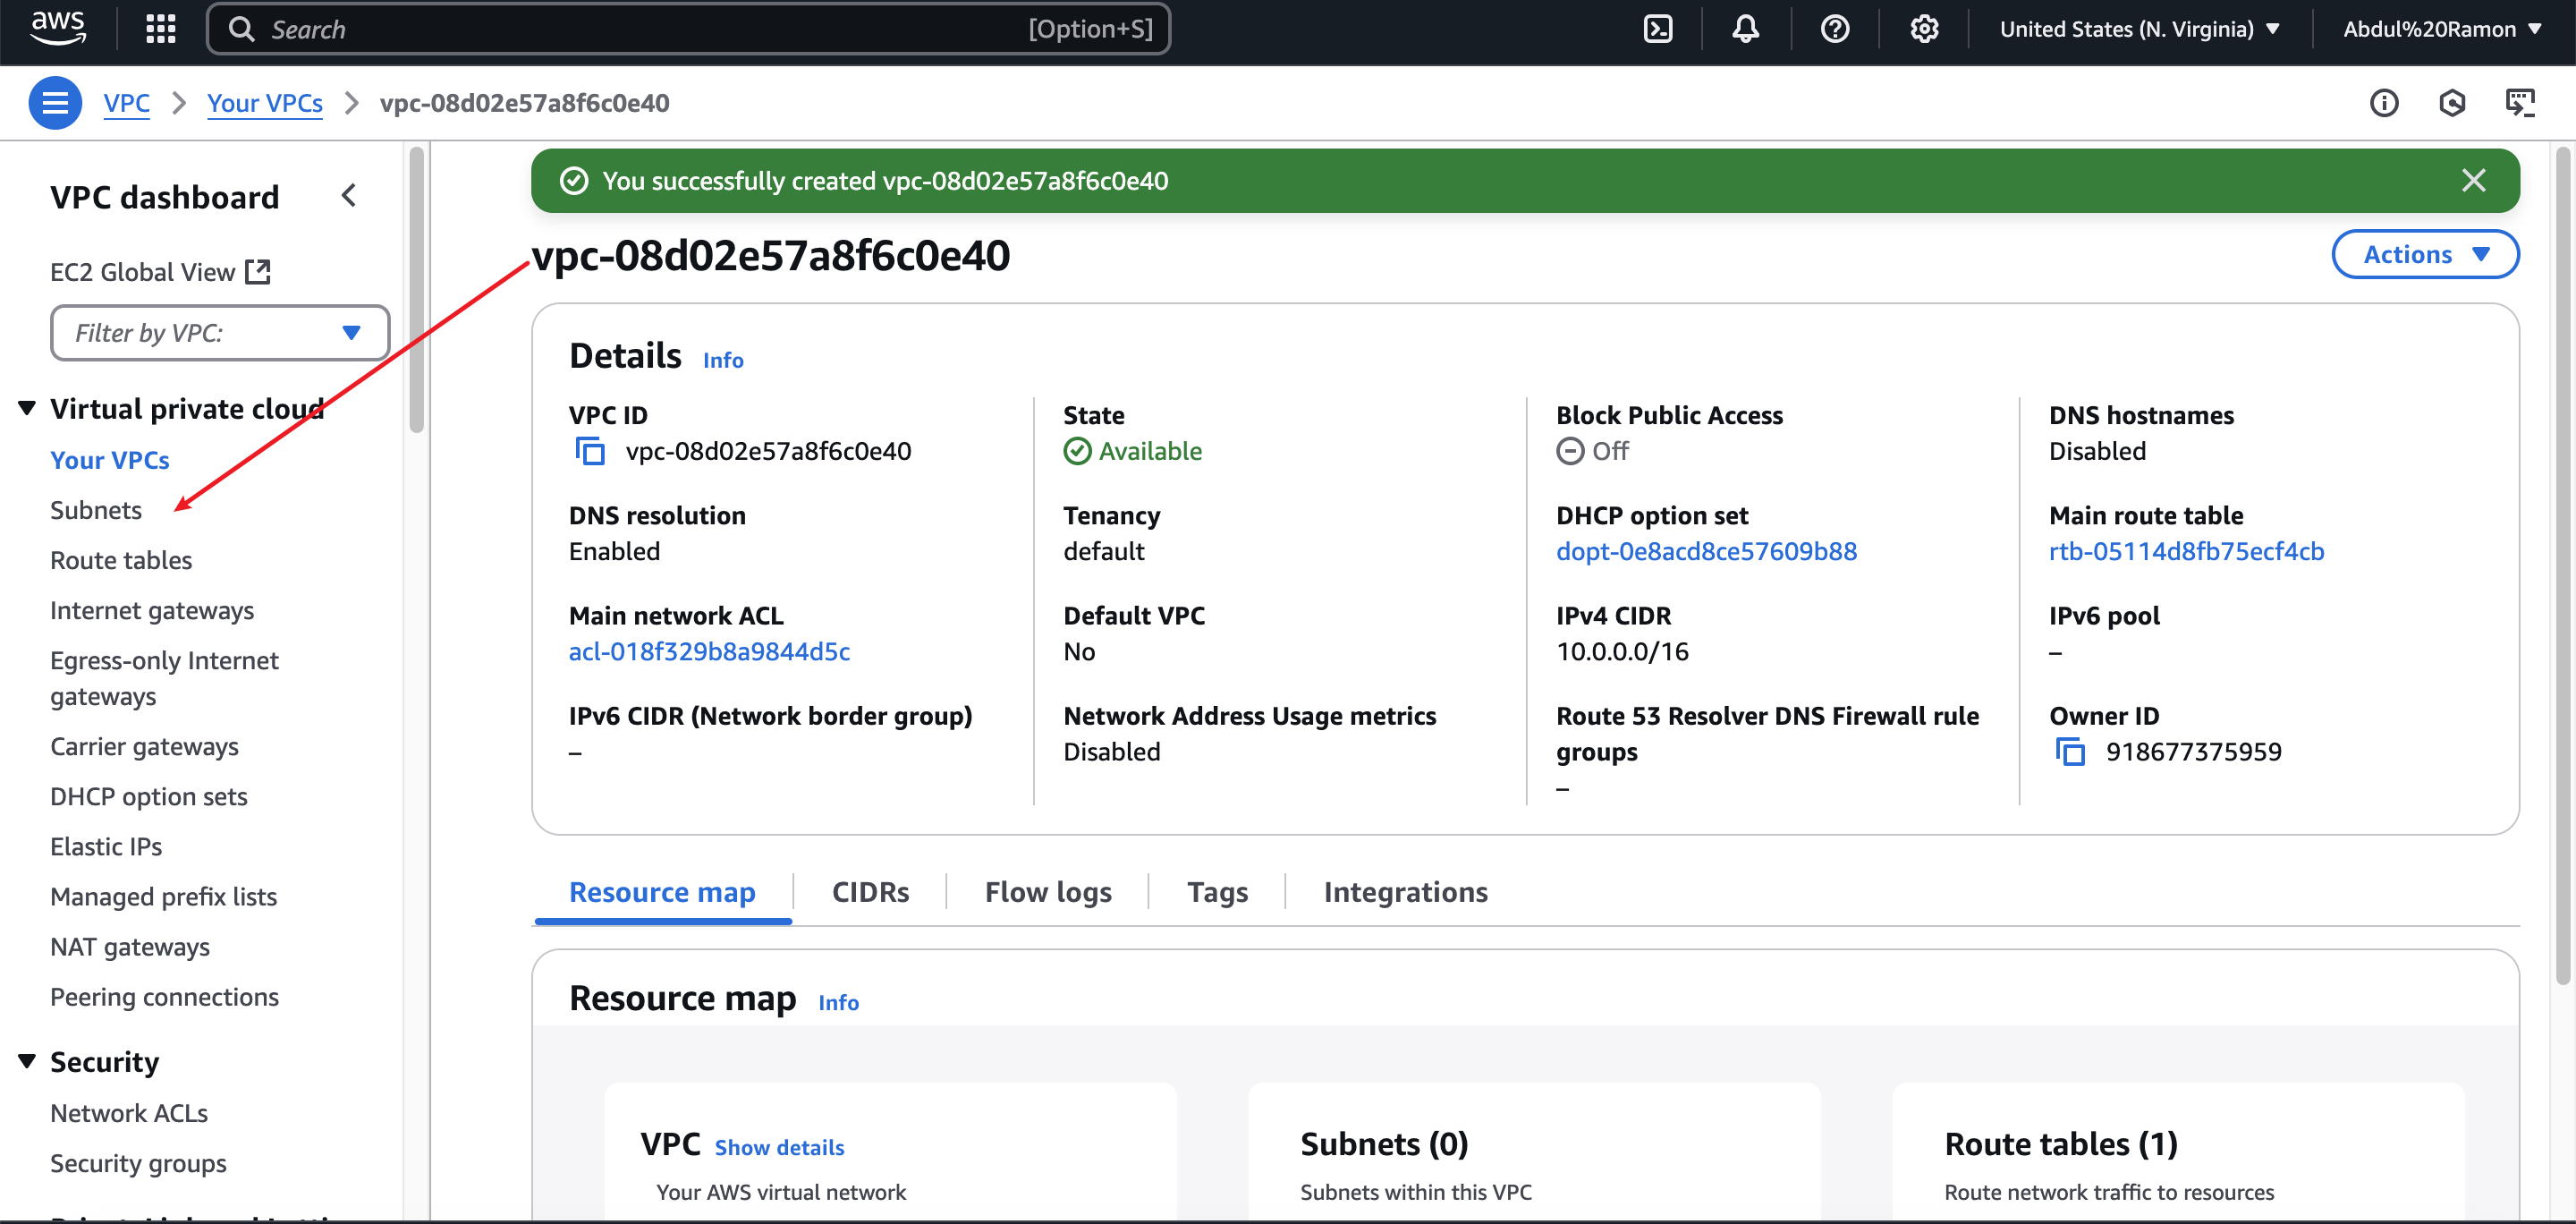 aws
Search [Option+S] United States (N. Virginia) Abdul%20Ramon
VPC Your VPCs vpc-08d02e57a8f6c0e40
VPC dashboard
EC2 Global View
Filter by VPC:
Virtual private cloud
Your VPCs
Subnets
Route tables
Internet gateways
Egress-only Internet
gateways
Carrier gateways
DHCP option sets
Elastic IPs
Managed prefix lists
NAT gateways
Peering connections
Security
Network ACLs
Security groups
You successfully created vpc-08d02e57a8f6c0e40
vpc-08d02e57a8f6c0e40
Actions
Details Info
VPC ID
vpc-08d02e57a8f6c0e40
State
Available
Block Public Access
Off
DNS hostnames
Disabled
DNS resolution
Enabled
Tenancy
default
DHCP option set
dopt-0e8acd8ce57609b88
Main route table
rtb-05114d8fb75ecf4cb
Main network ACL
acl-018f329b8a9844d5c
Default VPC
No
IPv4 CIDR
10.0.0.0/16
IPv6 pool
–
IPv6 CIDR (Network border group)
–
Network Address Usage metrics
Disabled
Route 53 Resolver DNS Firewall rule
groups
–
Owner ID
918677375959
Resource map CIDRs Flow logs Tags Integrations
Resource map Info
VPC Show details
Your AWS virtual network
Subnets (0)
Subnets within this VPC
Route tables (1)
Route network traffic to resources